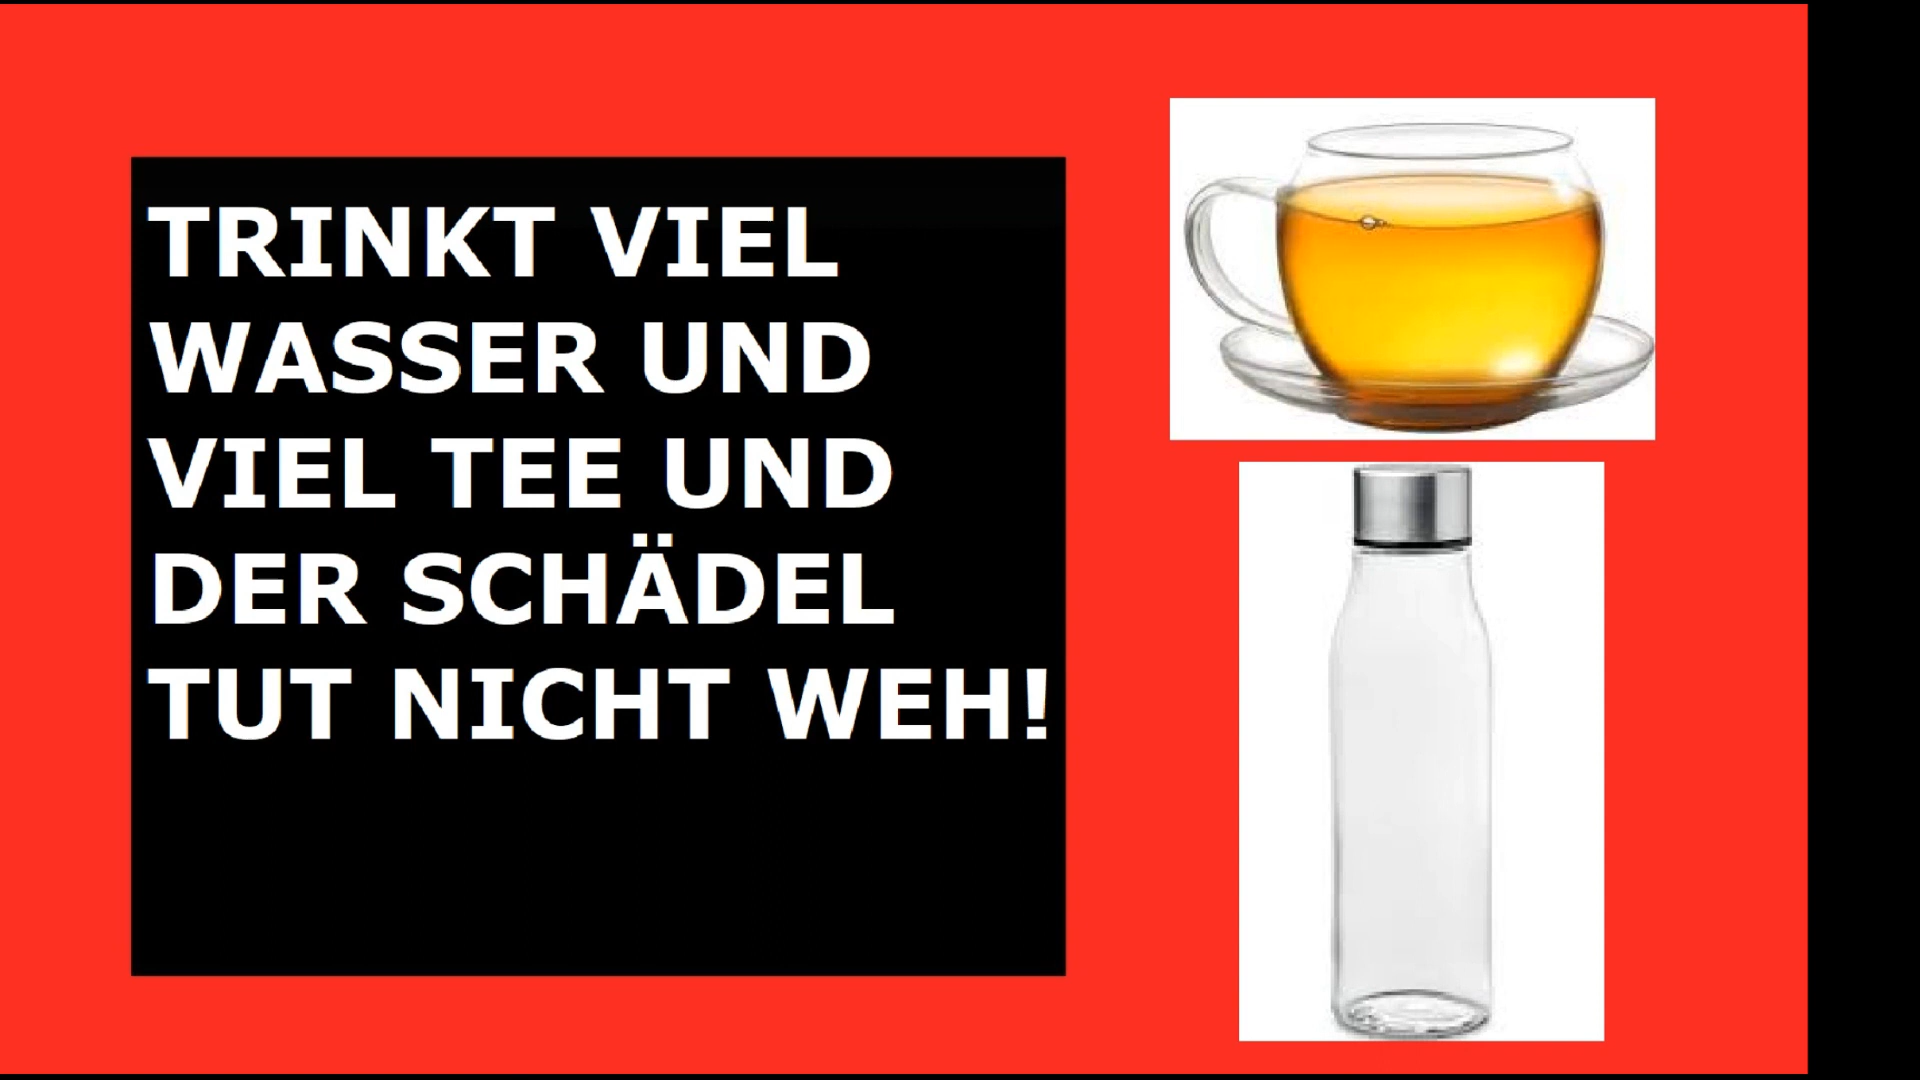 TRINKT VIEL
WASSER UND
VIEL TEE UND
DER SCHÄDEL
TUT NICHT WEH!